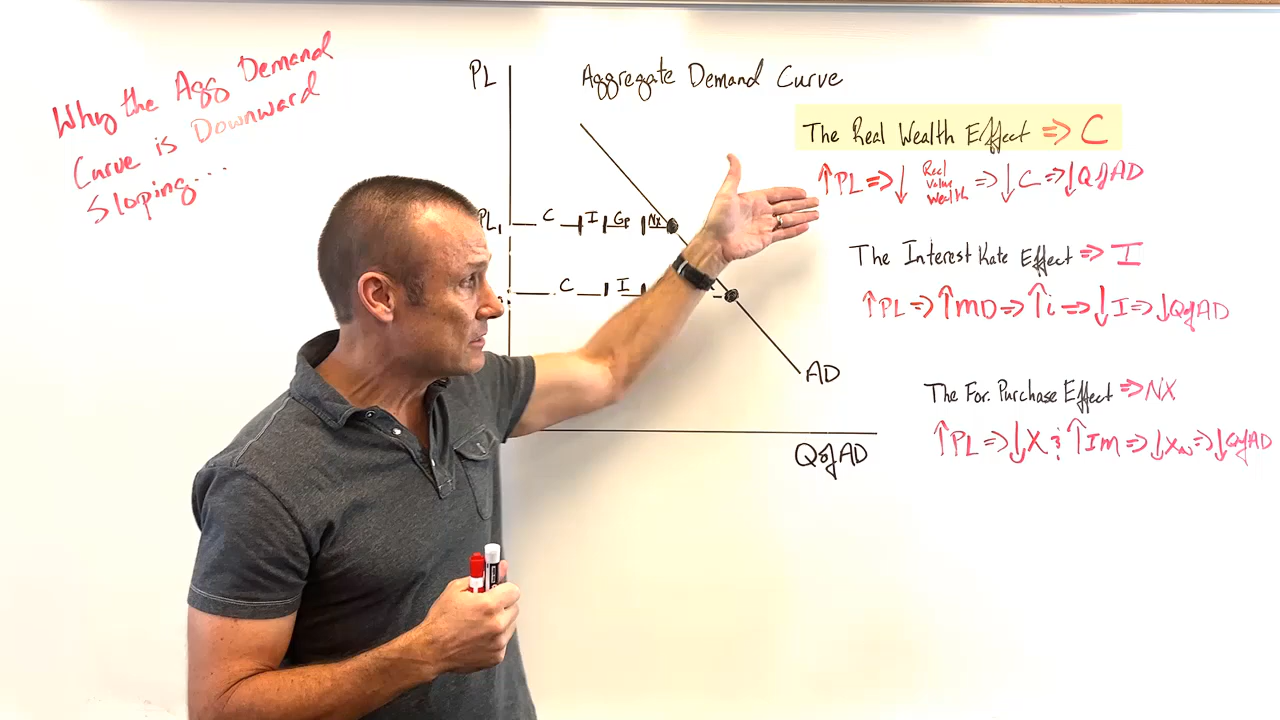 Why the Agg Demand
Curve is Downward
Sloping...
Aggregate Demand Curve
PL
PL₁ C I Gp Nx
C I
AD
Q of AD
The Real Wealth Effect ⇒ C
↑PL ⇒ ↓ Real Value Wealth ⇒ ↓C ⇒ ↓Q of AD
The Interest Rate Effect ⇒ I
↑PL ⇒ ↑MD ⇒ ↑i ⇒ ↓I ⇒ ↓Q of AD
The For. Purchase Effect ⇒ NX
↑PL ⇒ ↓X & ↑Im ⇒ ↓Xn ⇒ ↓Q of AD